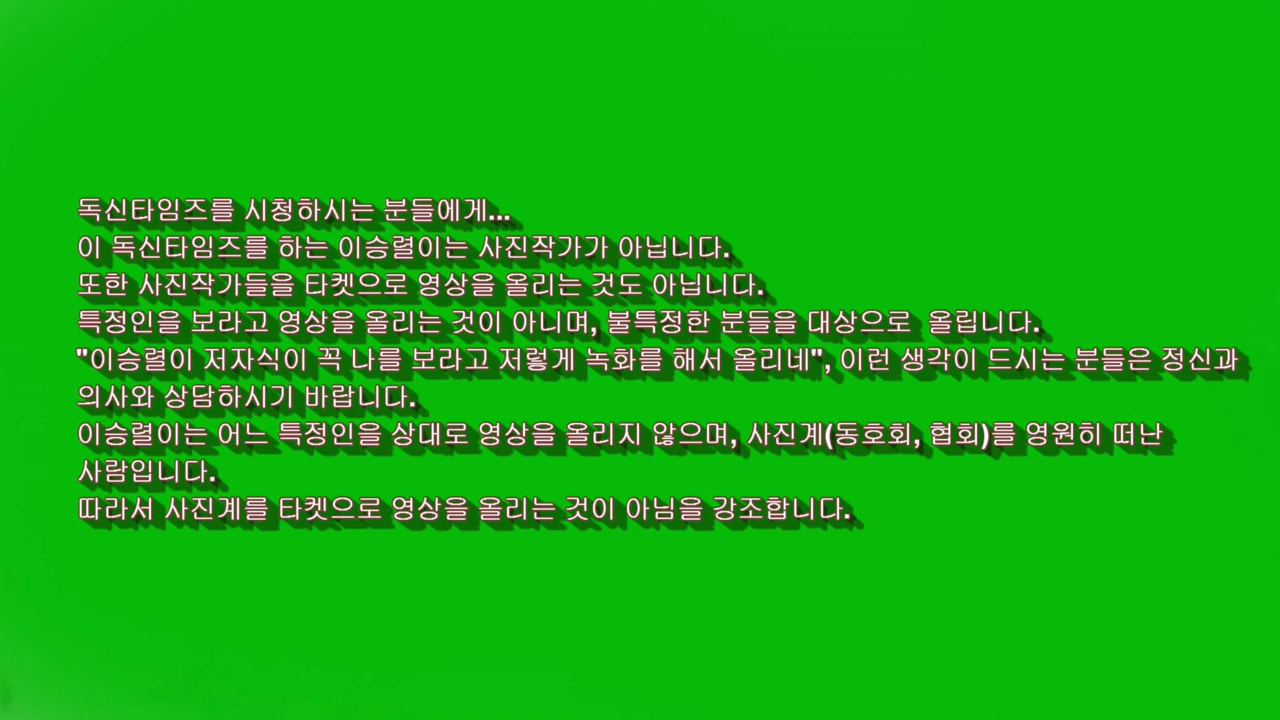 독신타임즈를 시청하시는 분들에게...
이 독신타임즈를 하는 이승렬이는 사진작가가 아닙니다.
또한 사진작가들을 타켓으로 영상을 올리는 것도 아닙니다.
특정인을 보라고 영상을 올리는 것이 아니며, 불특정한 분들을 대상으로  올립니다.
"이승렬이 저자식이 꼭 나를 보라고 저렇게 녹화를 해서 올리네", 이런 생각이 드시는 분들은 정신과
의사와 상담하시기 바랍니다.
이승렬이는 어느 특정인을 상대로 영상을 올리지 않으며, 사진계(동호회, 협회)를 영원히 떠난
사람입니다.
따라서 사진계를 타켓으로 영상을 올리는 것이 아님을 강조합니다.